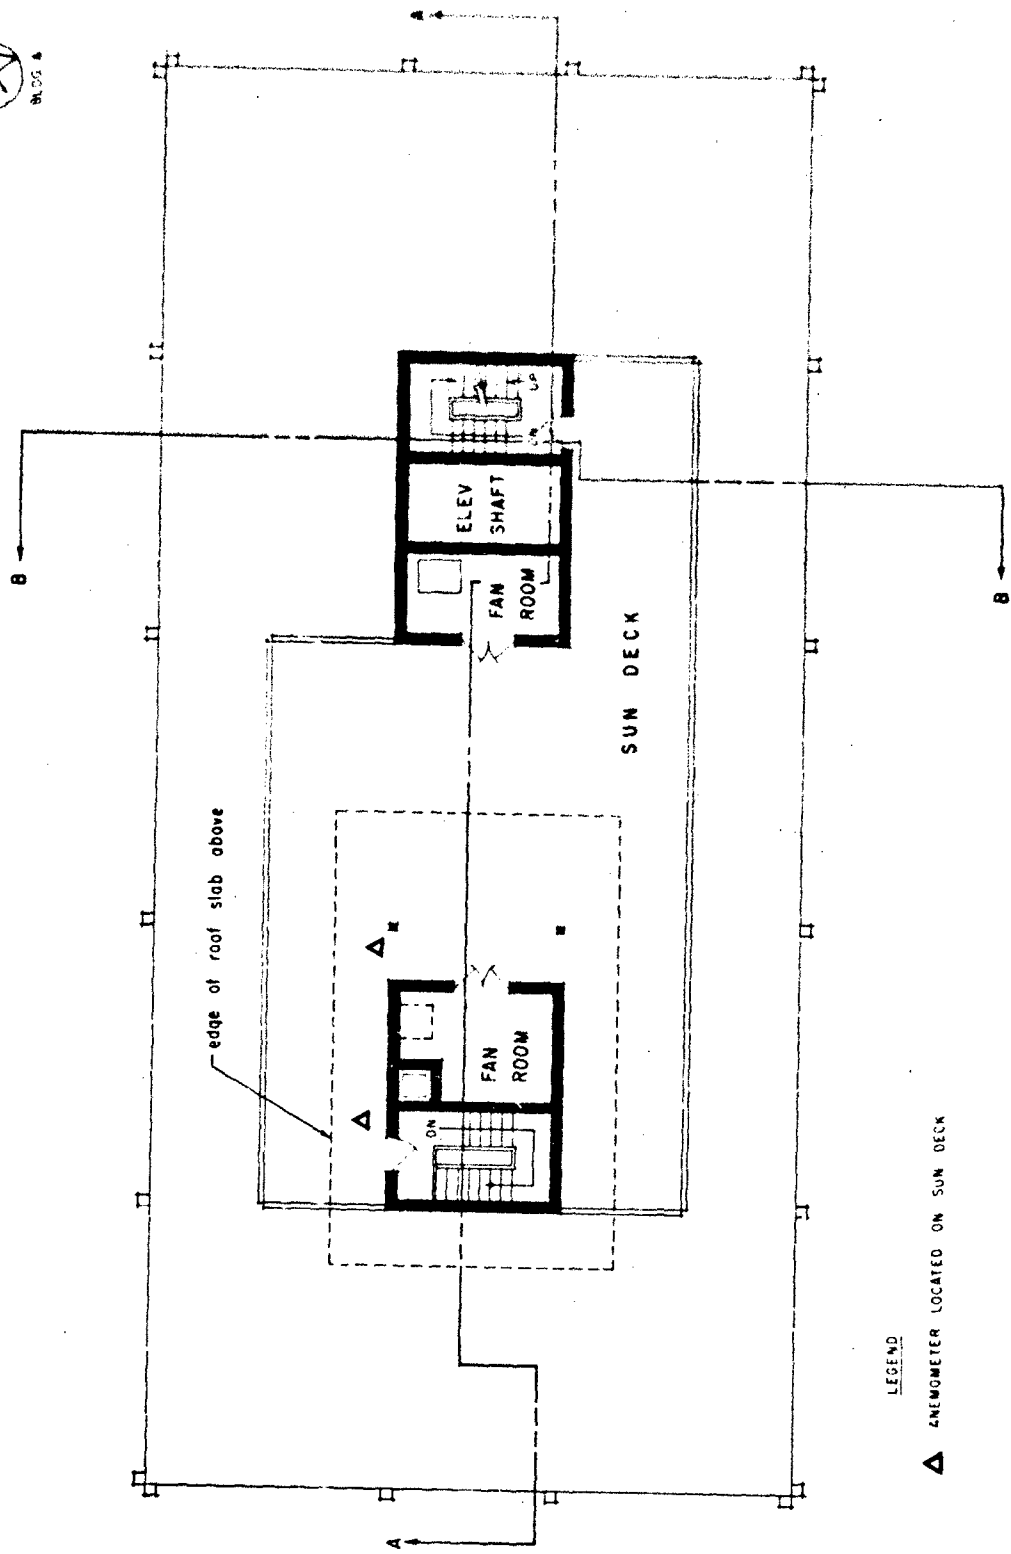 BLDG A
A
B
UP
DN
ELEV
SHAFT
FAN
ROOM
SUN DECK
B
edge of roof slab above
FAN
ROOM
DN
A
LEGEND
ANEMOMETER LOCATED ON SUN DECK